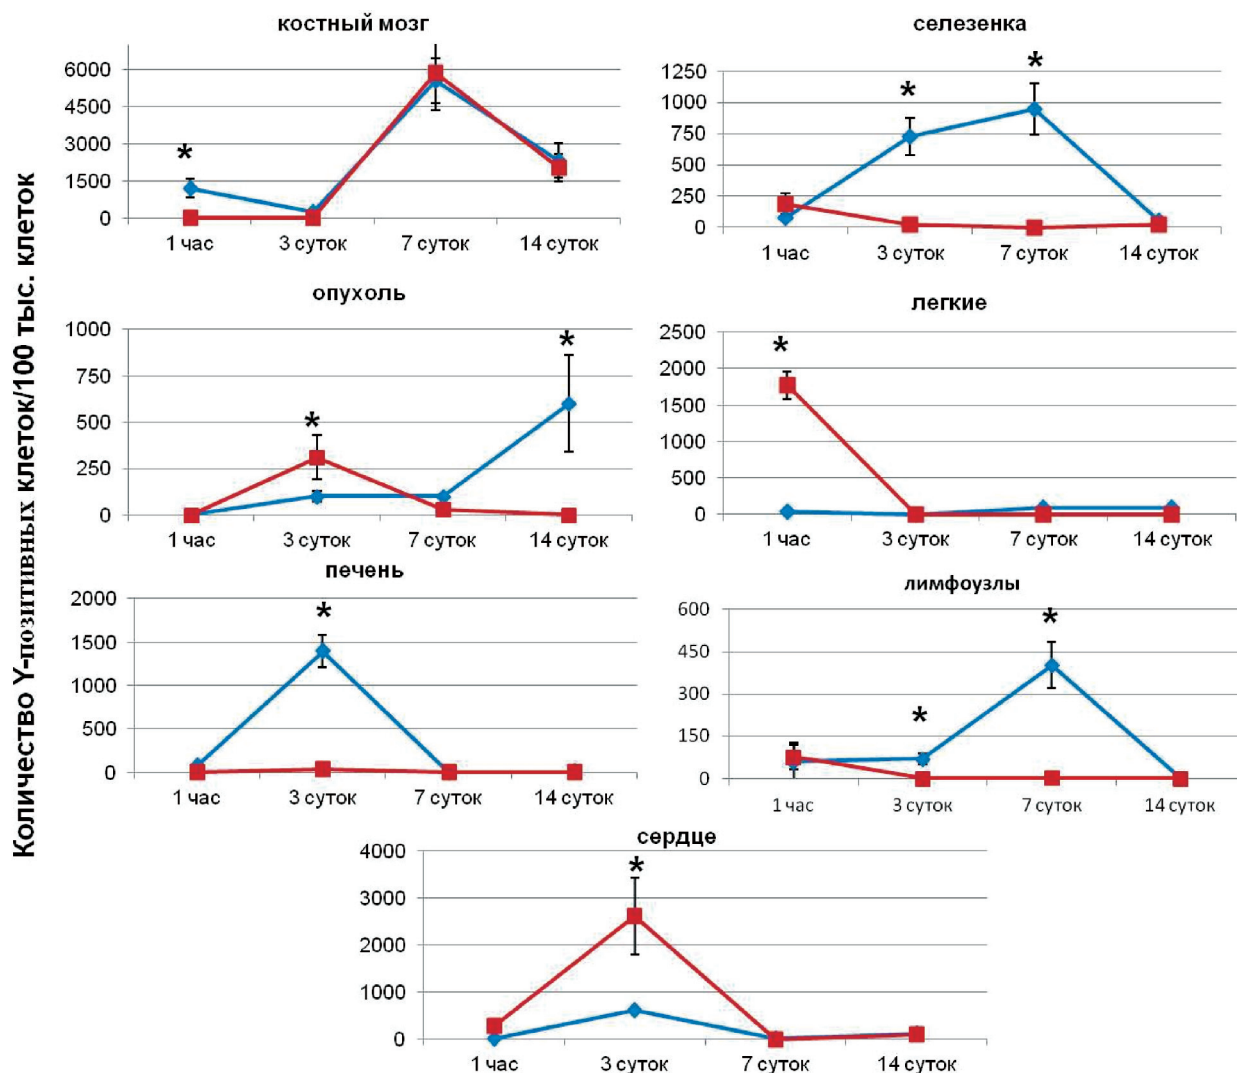 Количество Y-позитивных клеток/100 тыс. клеток
костный мозг
6000
4500
3000
1500
0
*
1 час 3 суток 7 суток 14 суток
селезенка
1250
1000
750
500
250
0
* *
1 час 3 суток 7 суток 14 суток
опухоль
1000
750
500
250
0
* *
1 час 3 суток 7 суток 14 суток
легкие
2500
2000
1500
1000
500
0
*
1 час 3 суток 7 суток 14 суток
печень
2000
1500
1000
500
0
*
1 час 3 суток 7 суток 14 суток
лимфоузлы
600
450
300
150
0
* *
1 час 3 суток 7 суток 14 суток
сердце
4000
3000
2000
1000
0
*
1 час 3 суток 7 суток 14 суток